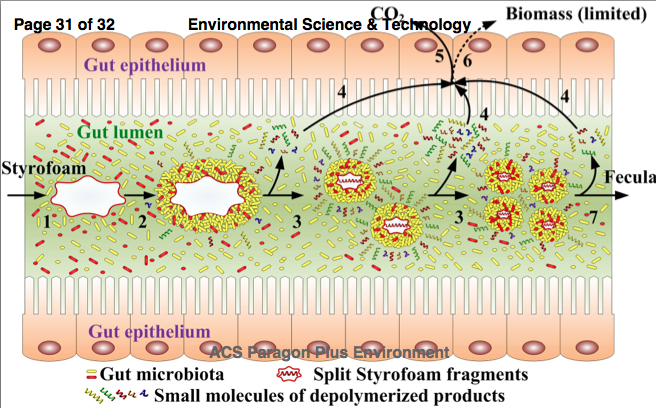 Page 31 of 32
Environmental Science & Technology
CO2
Biomass (limited)
5
6
Gut epithelium
4
4
4
Gut lumen
Styrofoam
Fecula
1
2
3
3
7
Gut epithelium
ACS Paragon Plus Environment
Gut microbiota
Split Styrofoam fragments
Small molecules of depolymerized products